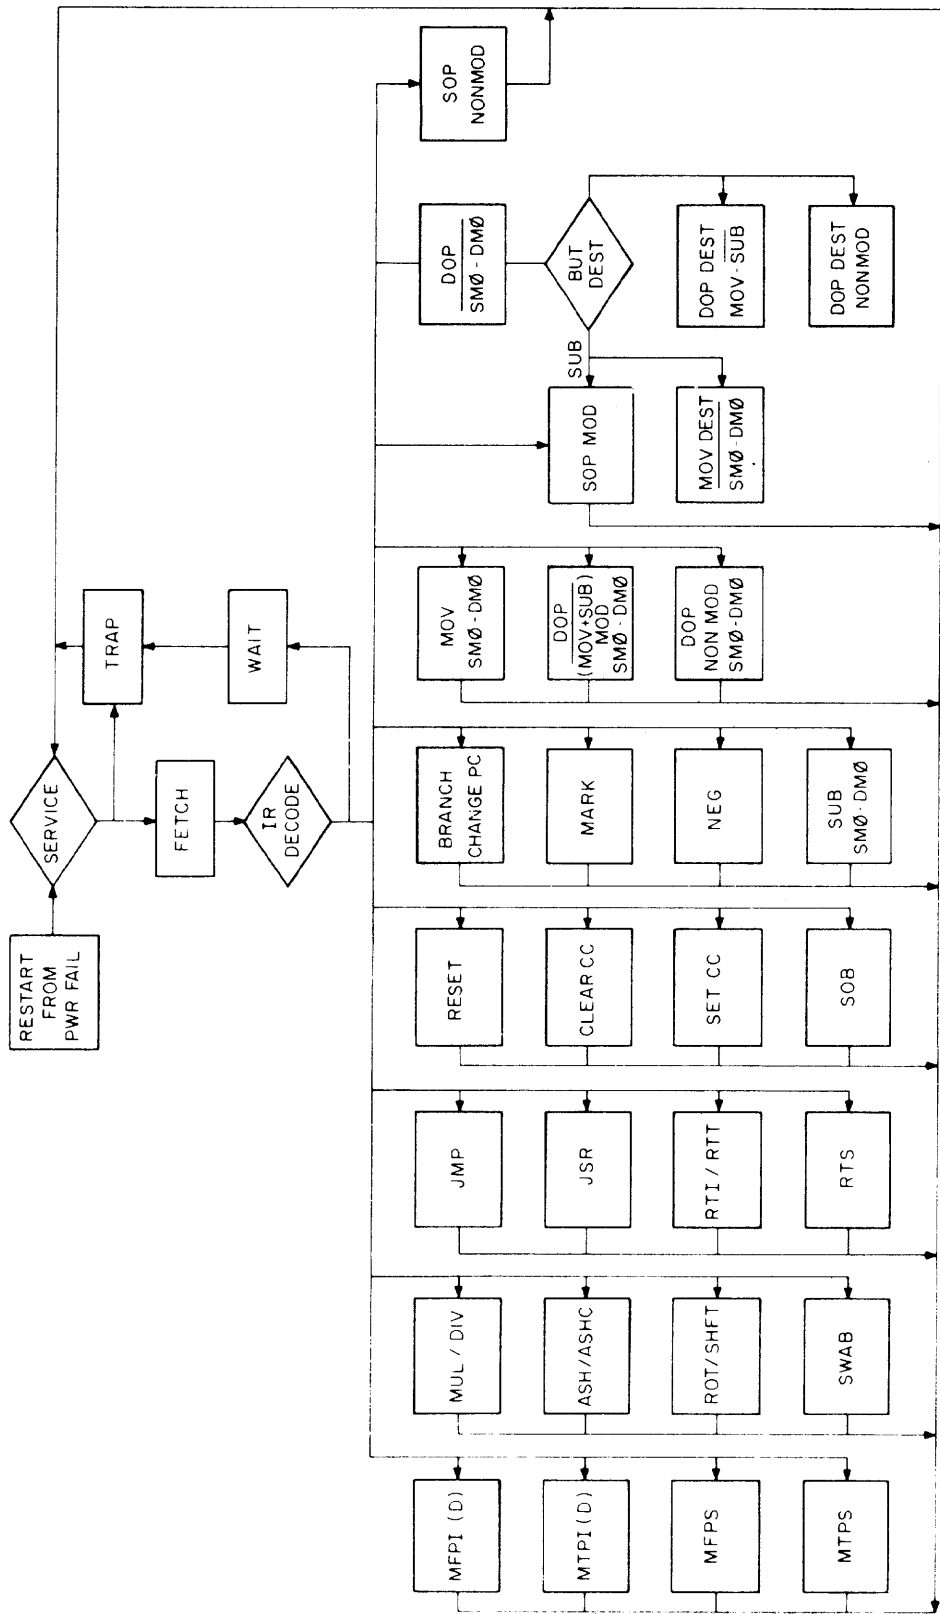 RESTART
FROM
PWR FAIL
SERVICE
TRAP
FETCH
WAIT
IR
DECODE
MFPI (D)
MTPI (D)
MFPS
MTPS
MUL / DIV
ASH/ASHC
ROT/SHFT
SWAB
JMP
JSR
RTI / RTT
RTS
RESET
CLEAR CC
SET CC
SOB
BRANCH
CHANGE PC
MARK
NEG
SUB
SMØ·DMØ
MOV
SMØ-DMØ
DOP
(MOV+SUB)
MOD
SMØ·DMØ
DOP
NON MOD
SMØ-DMØ
SOP MOD
SUB
MOV DEST
SMØ-DMØ
DOP
SMØ-DMØ
BUT
DEST
DOP DEST
MOV-SUB
DOP DEST
NONMOD
SOP
NONMOD